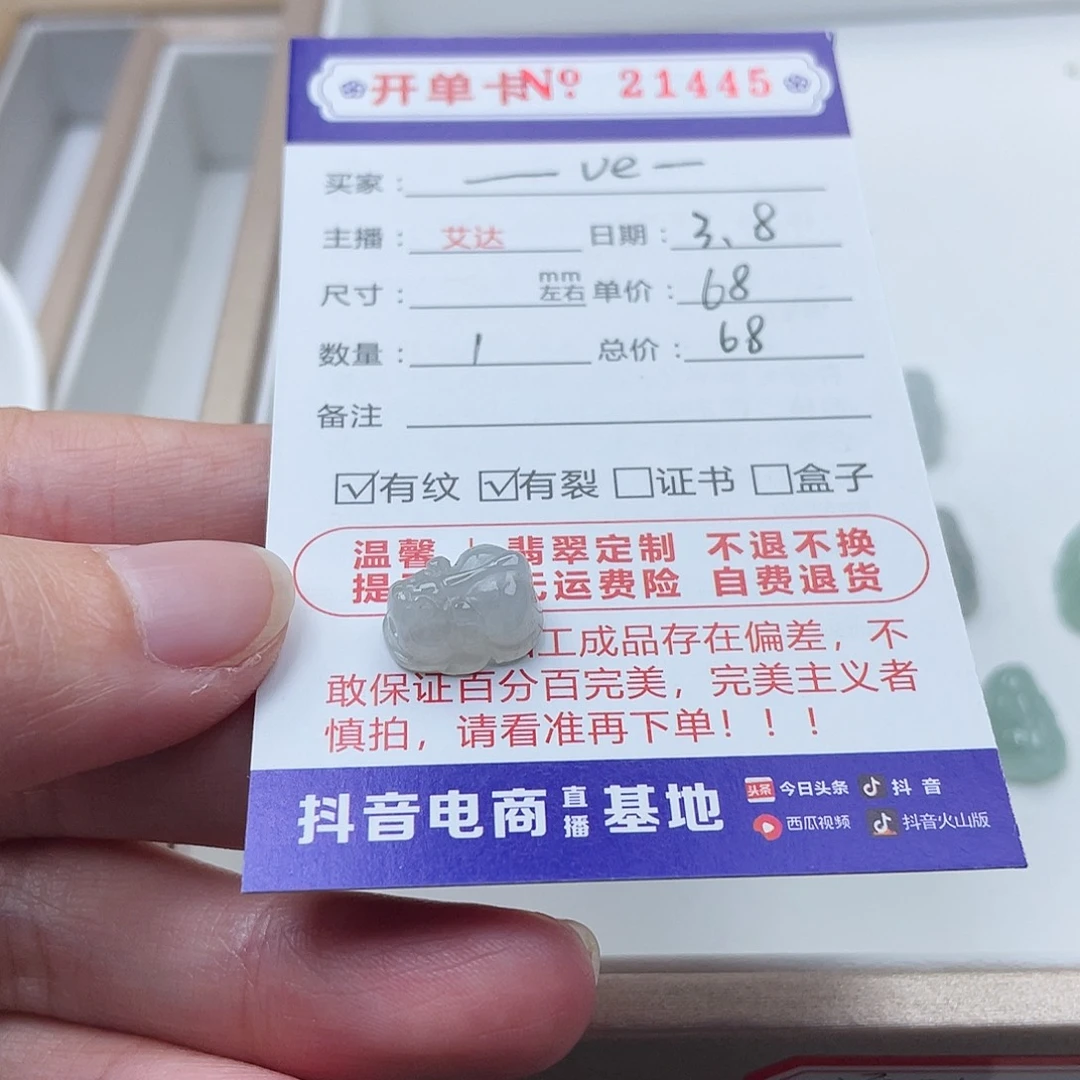 开单卡 Nº 21445
买家： — ve —
主播： 艾达 日期： 3、8
尺寸： mm左右 单价： 68
数量： 1 总价： 68
备注
☑有纹 ☑有裂 ☐证书 ☐盒子
温馨 翡翠定制 不退不换
提 无运费险 自费退货
工成品存在偏差，不
敢保证百分百完美，完美主义者
慎拍，请看准再下单！！！
抖音电商直播基地
头条 今日头条 抖音
西瓜视频 抖音火山版